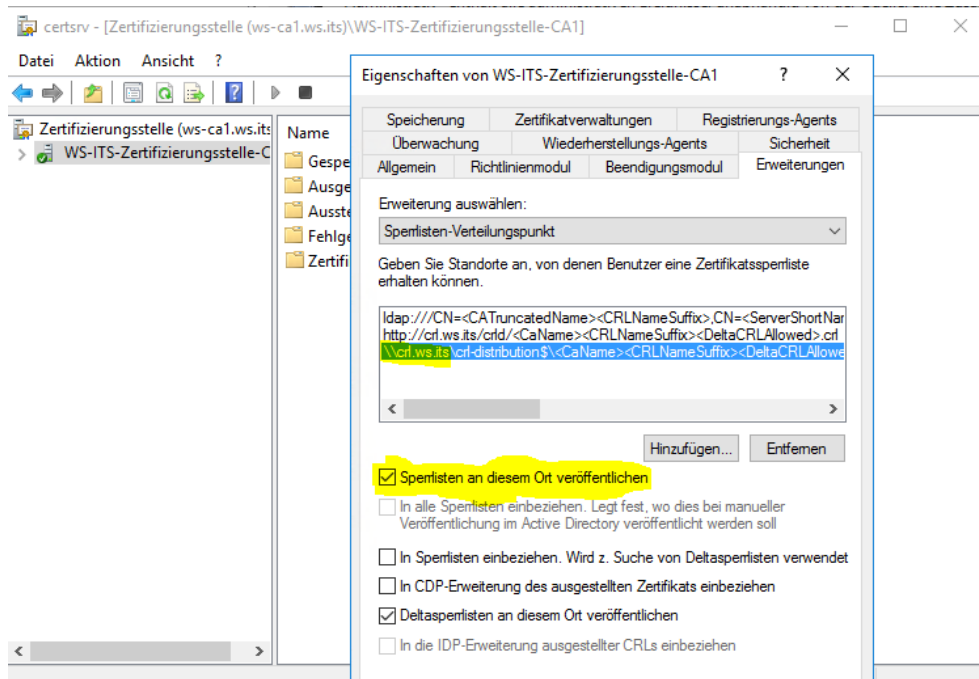 certsrv - [Zertifizierungsstelle (ws-ca1.ws.its)\WS-ITS-Zertifizierungsstelle-CA1]
Datei Aktion Ansicht ?
Zertifizierungsstelle (ws-ca1.ws.its
WS-ITS-Zertifizierungsstelle-C
Name
Gespe
Ausge
Ausste
Fehlge
Zertifi
Eigenschaften von WS-ITS-Zertifizierungsstelle-CA1 ?
Speicherung Zertifikatverwaltungen Registrierungs-Agents
Überwachung Wiederherstellungs-Agents Sicherheit
Allgemein Richtlinienmodul Beendigungsmodul Erweiterungen
Erweiterung auswählen:
Sperrlisten-Verteilungspunkt
Geben Sie Standorte an, von denen Benutzer eine Zertifikatssperrliste
erhalten können.
ldap:///CN=<CATruncatedName><CRLNameSuffix>,CN=<ServerShortNar
http://crl.ws.its/crld/<CaName><CRLNameSuffix><DeltaCRLAllowed>.crl
\\crl.ws.its\crl-distribution$\<CaName><CRLNameSuffix><DeltaCRLAllowe
Hinzufügen... Entfernen
Sperrlisten an diesem Ort veröffentlichen
In alle Sperrlisten einbeziehen. Legt fest, wo dies bei manueller
Veröffentlichung im Active Directory veröffentlicht werden soll
In Sperrlisten einbeziehen. Wird z. Suche von Deltasperrlisten verwendet
In CDP-Erweiterung des ausgestellten Zertifikats einbeziehen
Deltasperrlisten an diesem Ort veröffentlichen
In die IDP-Erweiterung ausgestellter CRLs einbeziehen